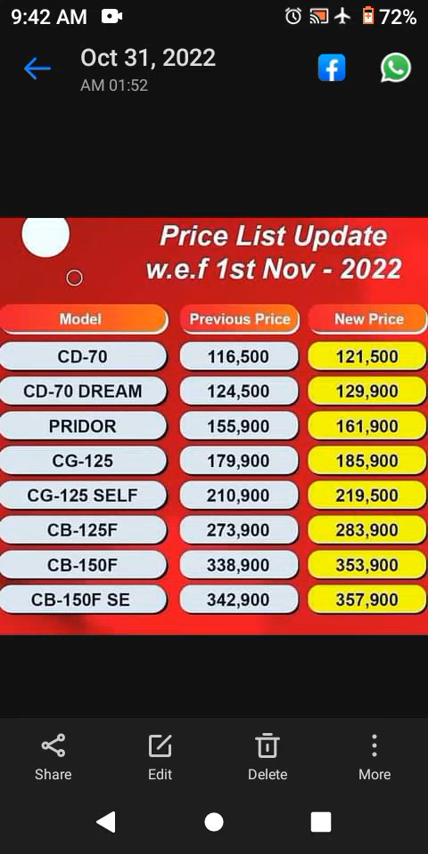 9:42 AM
72%
Oct 31, 2022
AM 01:52
Price List Update
w.e.f 1st Nov - 2022
Model Previous Price New Price
CD-70 116,500 121,500
CD-70 DREAM 124,500 129,900
PRIDOR 155,900 161,900
CG-125 179,900 185,900
CG-125 SELF 210,900 219,500
CB-125F 273,900 283,900
CB-150F 338,900 353,900
CB-150F SE 342,900 357,900
Share Edit Delete More